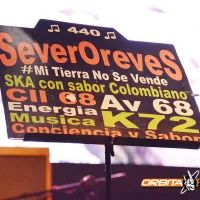 ♫ 440 ♫
SeverOreveS
#Mi Tierra No Se Vende
SKA con sabor Colombiano
Cll 68 Av 68
Energia
Musica K72
Conciencia y Sabor
ORBITA